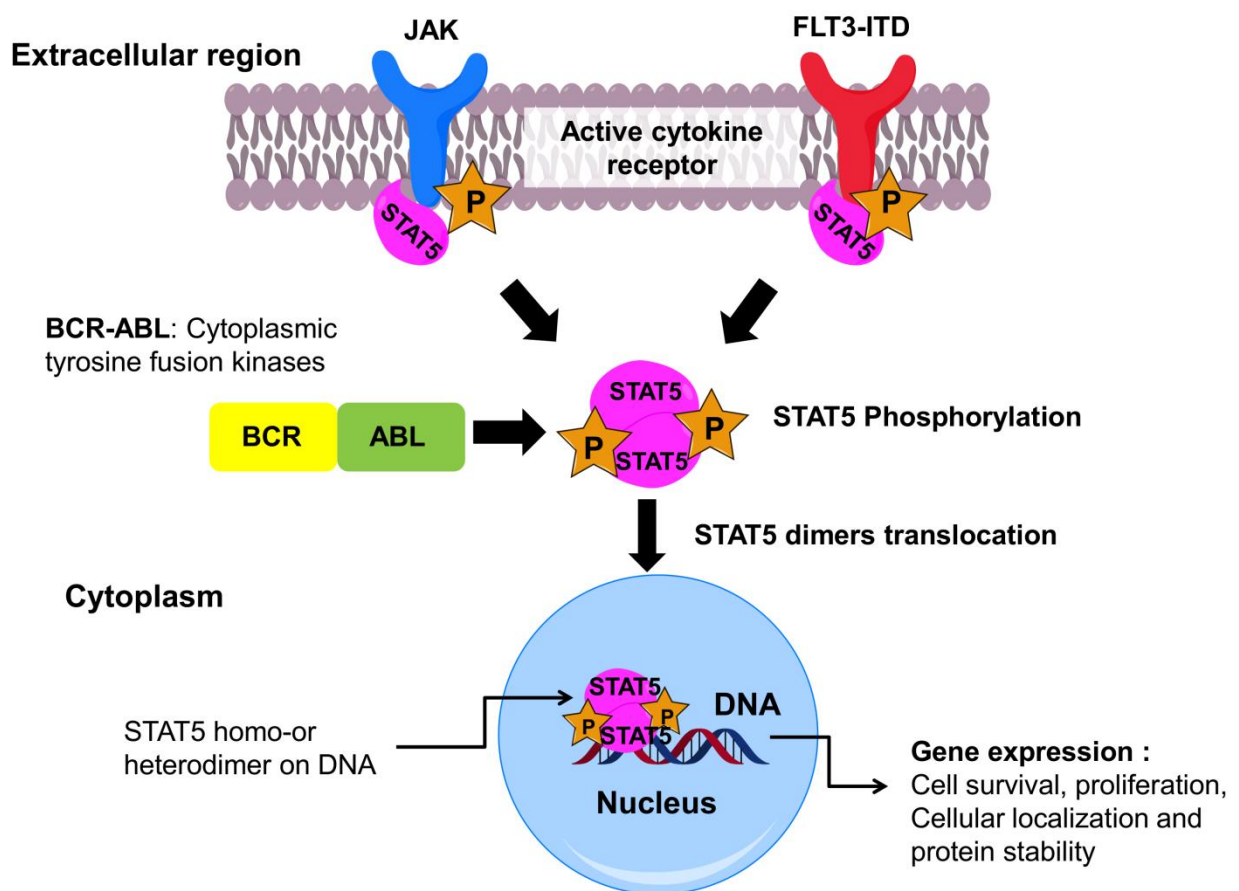 JAK
FLT3-ITD
Extracellular region
Active cytokine
receptor
P
P
STAT5
STAT5
BCR-ABL: Cytoplasmic
tyrosine fusion kinases
STAT5
BCR
ABL
P
P
STAT5
STAT5 Phosphorylation
STAT5 dimers translocation
Cytoplasm
STAT5
P
P
STAT5
DNA
STAT5 homo-or
heterodimer on DNA
Nucleus
Gene expression :
Cell survival, proliferation,
Cellular localization and
protein stability